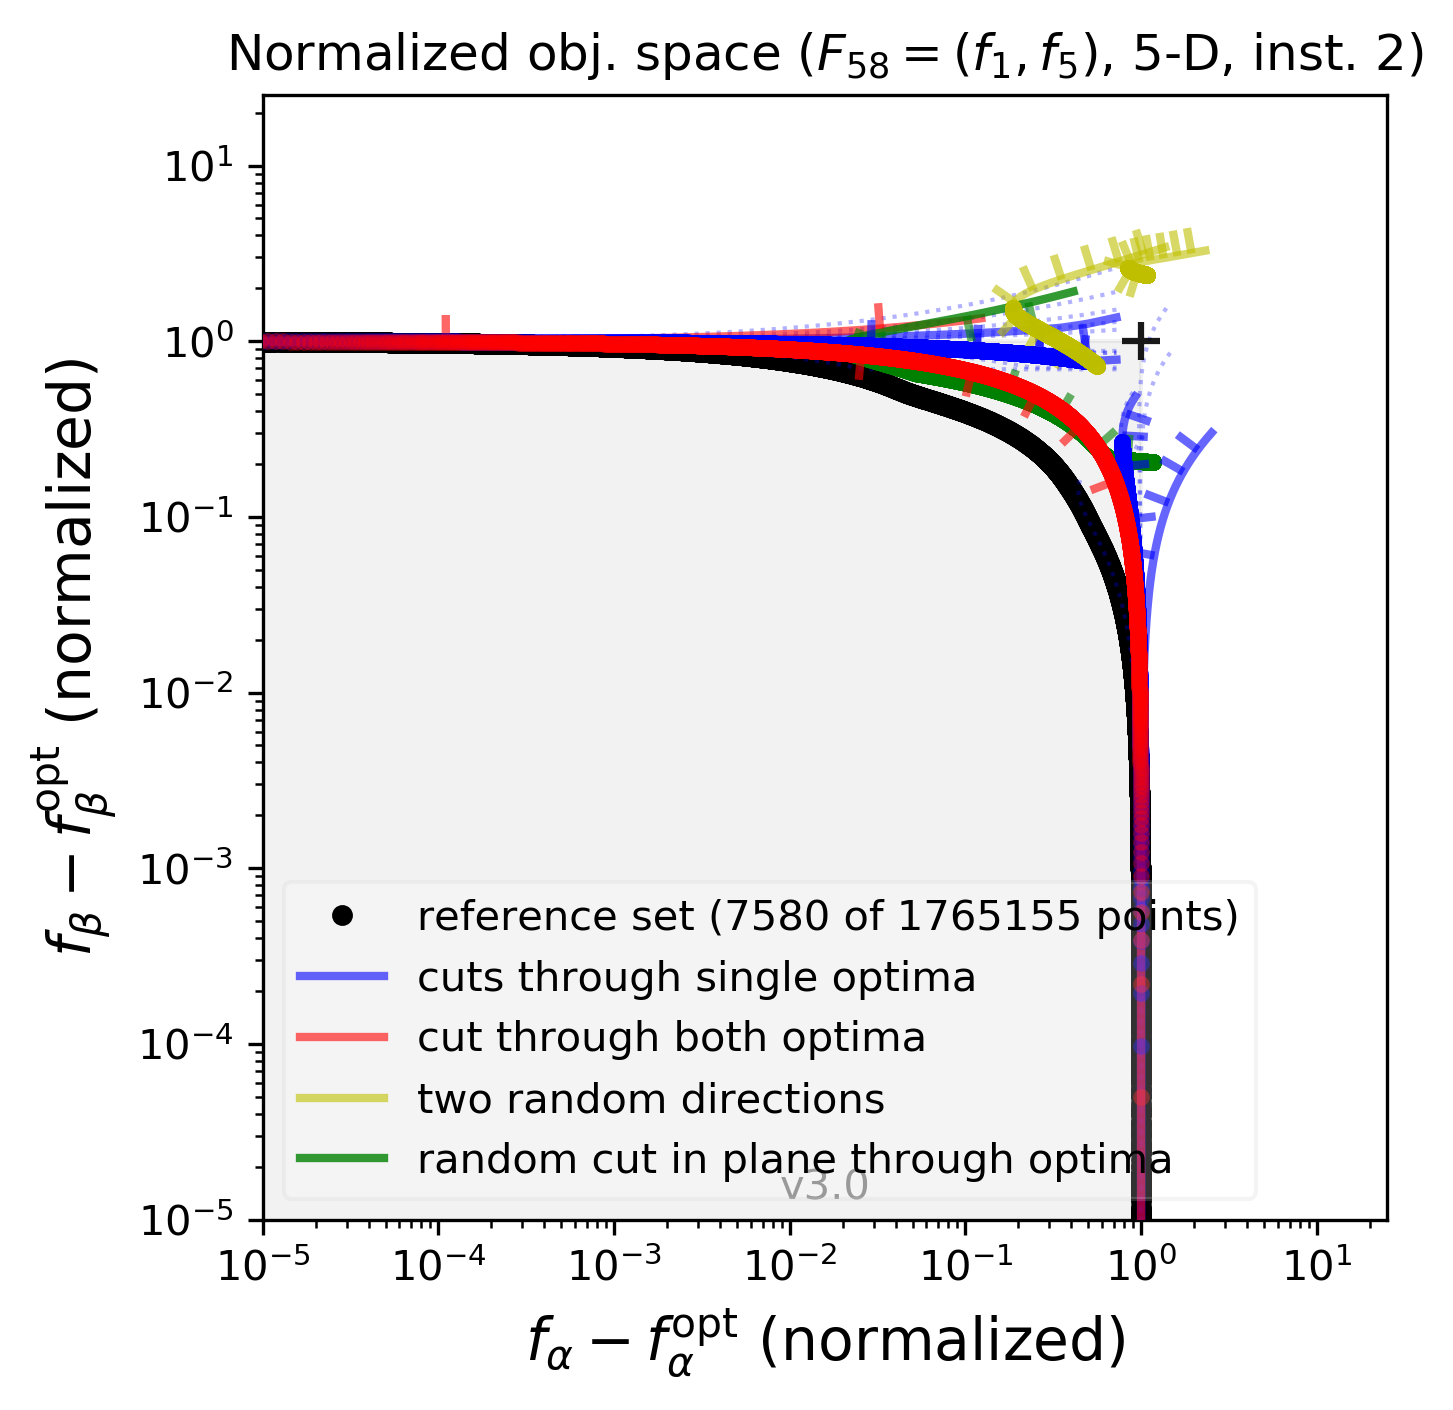 Normalized obj. space (F₅₈ = (f₁, f₅), 5-D, inst. 2)
10¹
10⁰
10⁻¹
10⁻²
10⁻³
10⁻⁴
10⁻⁵
f_β − f_β^opt (normalized)
reference set (7580 of 1765155 points)
cuts through single optima
cut through both optima
two random directions
random cut in plane through optima
v3.0
10⁻⁵ 10⁻⁴ 10⁻³ 10⁻² 10⁻¹ 10⁰ 10¹
f_α − f_α^opt (normalized)